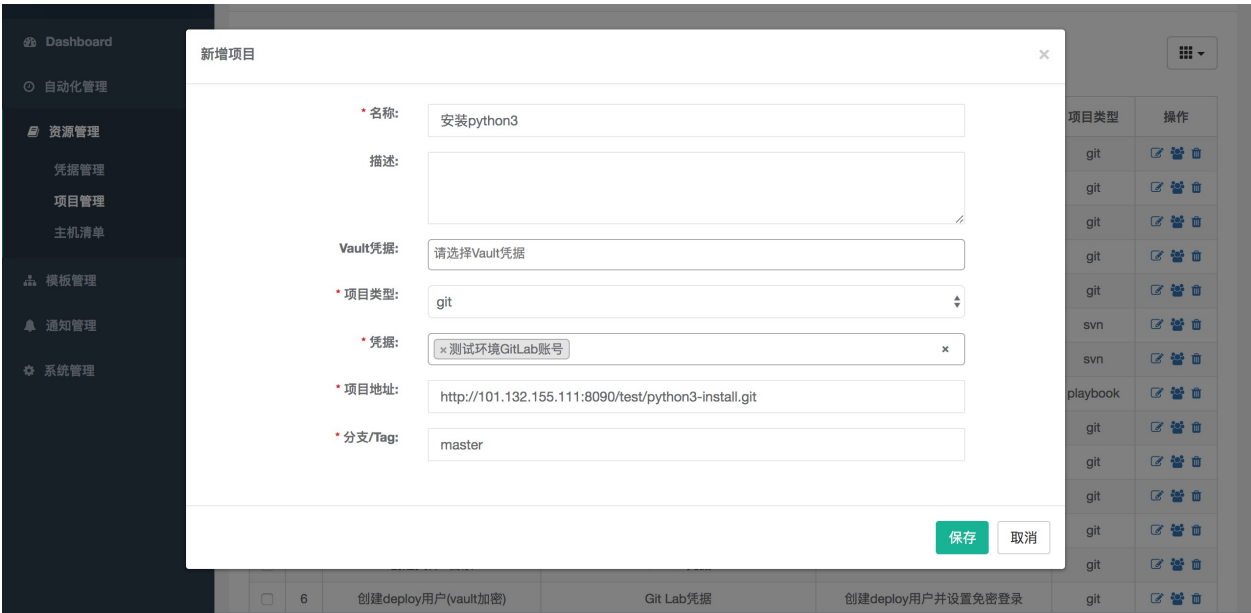 Dashboard
自动化管理
资源管理
凭据管理
项目管理
主机清单
模板管理
通知管理
系统管理
新增项目 ×
* 名称: 安装python3
描述:
Vault凭据: 请选择Vault凭据
* 项目类型: git
* 凭据: ×测试环境GitLab账号 ×
* 项目地址: http://101.132.155.111:8090/test/python3-install.git
* 分支/Tag: master
保存 取消
项目类型 操作
git
git
git
git
git
svn
svn
playbook
git
git
git
git
git
6 创建deploy用户(vault加密) Git Lab凭据 创建deploy用户并设置免密登录 git